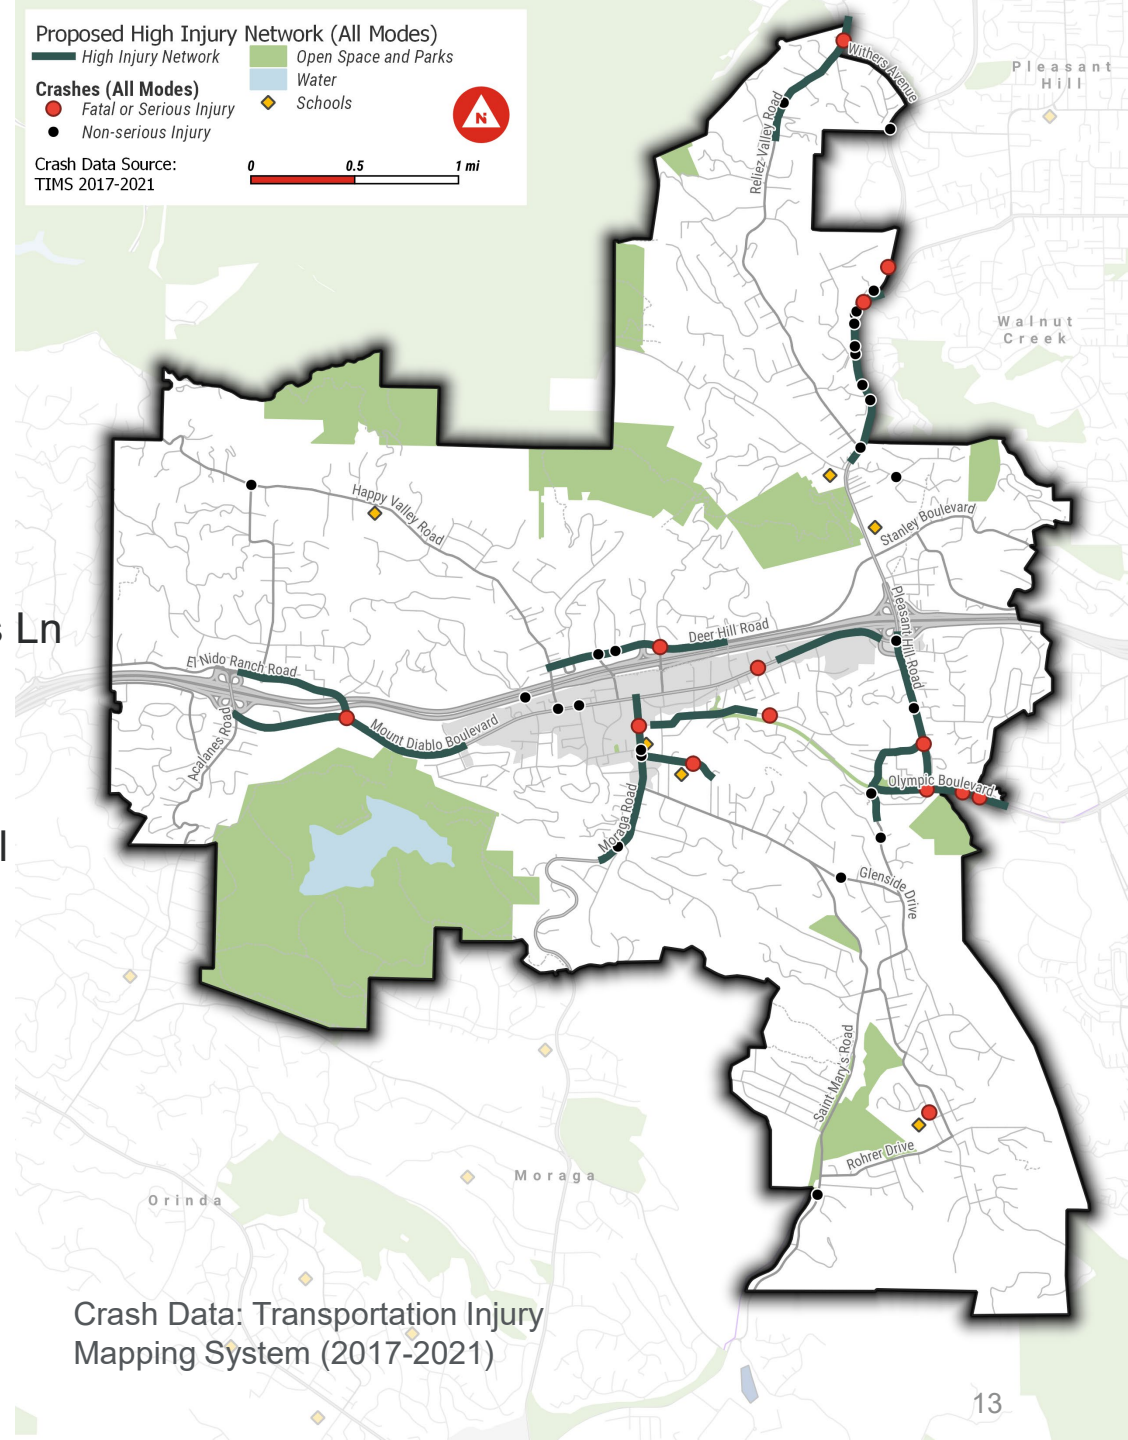 Proposed High Injury Network (All Modes)
High Injury Network
Open Space and Parks
Water
Schools
Crashes (All Modes)
Fatal or Serious Injury
Non-serious Injury
Crash Data Source:
TIMS 2017-2021
0 0.5 1 mi
N
Withers Avenue
Pleasant
Hill
Reliez Valley Road
Walnut
Creek
Happy Valley Road
Stanley Boulevard
Ln
Deer Hill Road
Pleasant Hill Road
El Nido Ranch Road
Acalanes Road
Mount Diablo Boulevard
Olympic Boulevard
Moraga Road
Glenside Drive
Saint Mary's Road
Rohrer Drive
Moraga
Orinda
Crash Data: Transportation Injury
Mapping System (2017-2021)
13